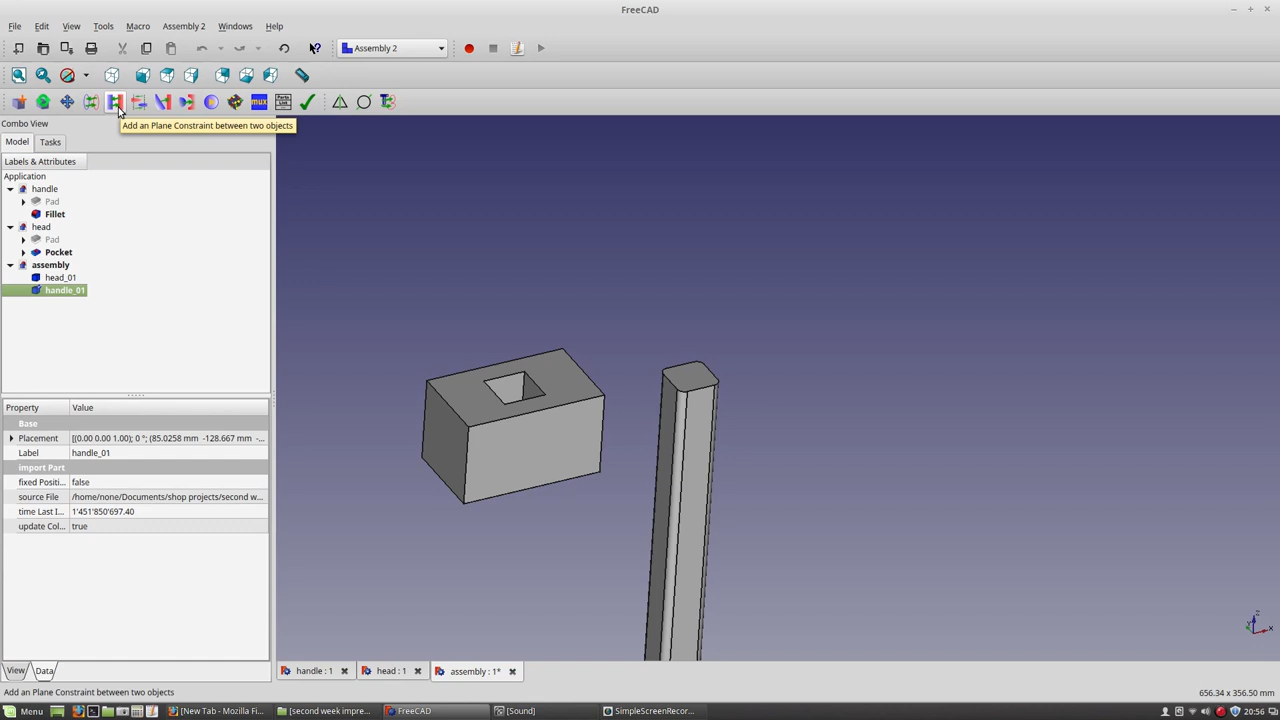 FreeCAD
File Edit View Tools Macro Assembly 2 Windows Help
Assembly 2
mux Parts List
Add an Plane Constraint between two objects
Combo View
Model Tasks
Labels & Attributes
Application
handle
Pad
Fillet
head
Pad
Pocket
assembly
head_01
handle_01
Property Value
Base
Placement [(0.00 0.00 1.00); 0 °; (85.0258 mm -128.667 mm -...
Label handle_01
import Part
fixed Positi... false
source File /home/none/Documents/shop projects/second w...
time Last I... 1'451'850'697.40
update Col... true
View Data
handle : 1 head : 1 assembly : 1*
Add an Plane Constraint between two objects 656.34 x 356.50 mm
Menu [New Tab - Mozilla Fi... [second week impre... FreeCAD [Sound] SimpleScreenRecor... 20:56
z
Y
x